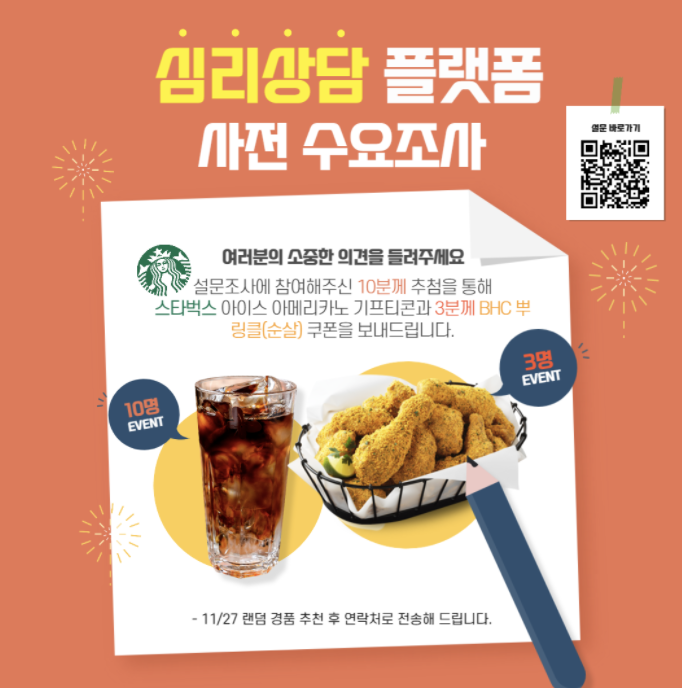 심리상담 플랫폼
사전 수요조사
설문 바로가기
여러분의 소중한 의견을 들려주세요
설문조사에 참여해주신 10분께 추첨을 통해
스타벅스 아이스 아메리카노 기프티콘과 3분께 BHC 뿌
링클(순살) 쿠폰을 보내드립니다.
3명
EVENT
10명
EVENT
- 11/27 랜덤 경품 추천 후 연락처로 전송해 드립니다.